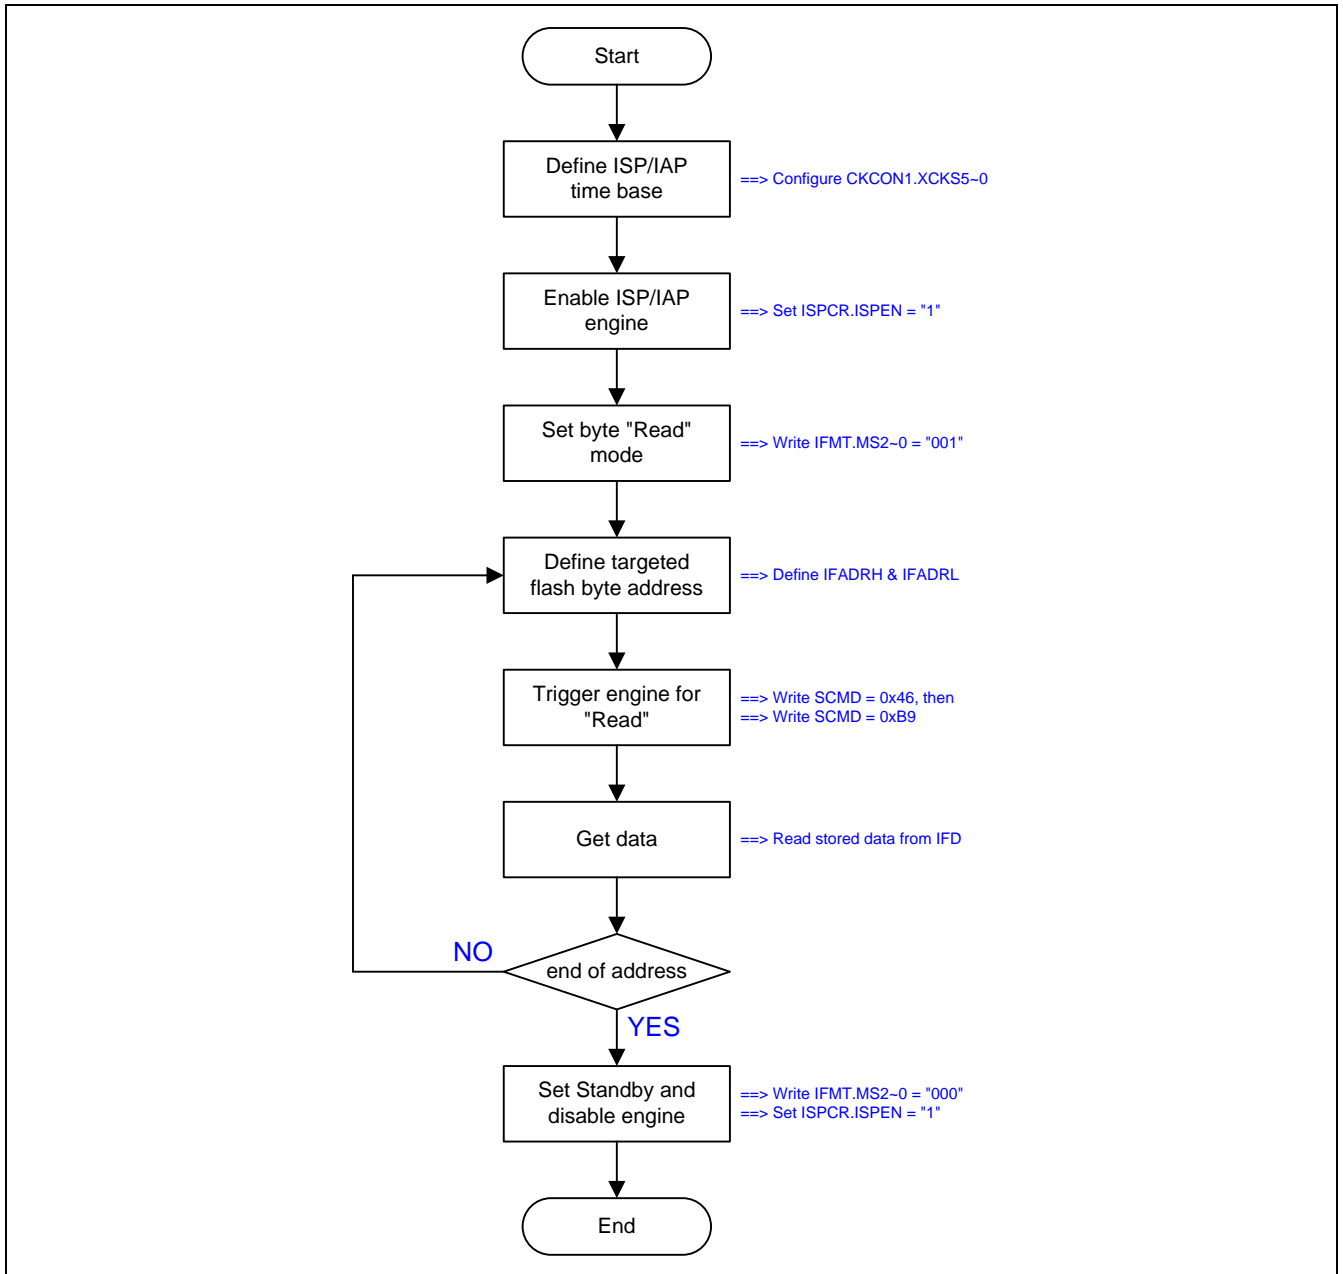 Start
Define ISP/IAP
time base
==> Configure CKCON1.XCKS5~0
Enable ISP/IAP
engine
==> Set ISPCR.ISPEN = "1"
Set byte "Read"
mode
==> Write IFMT.MS2~0 = "001"
Define targeted
flash byte address
==> Define IFADRH & IFADRL
Trigger engine for
"Read"
==> Write SCMD = 0x46, then
==> Write SCMD = 0xB9
Get data
==> Read stored data from IFD
NO
end of address
YES
Set Standby and
disable engine
==> Write IFMT.MS2~0 = "000"
==> Set ISPCR.ISPEN = "1"
End